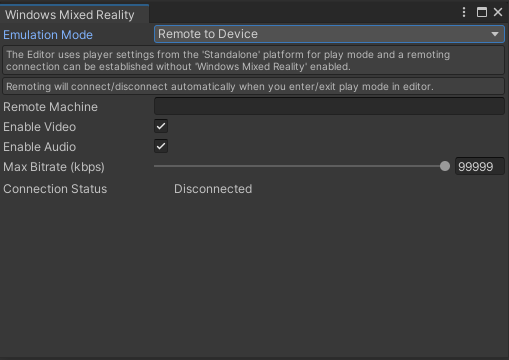 Windows Mixed Reality
Emulation Mode Remote to Device
The Editor uses player settings from the 'Standalone' platform for play mode and a remoting
connection can be established without 'Windows Mixed Reality' enabled.
Remoting will connect/disconnect automatically when you enter/exit play mode in editor.
Remote Machine
Enable Video
Enable Audio
Max Bitrate (kbps) 99999
Connection Status Disconnected